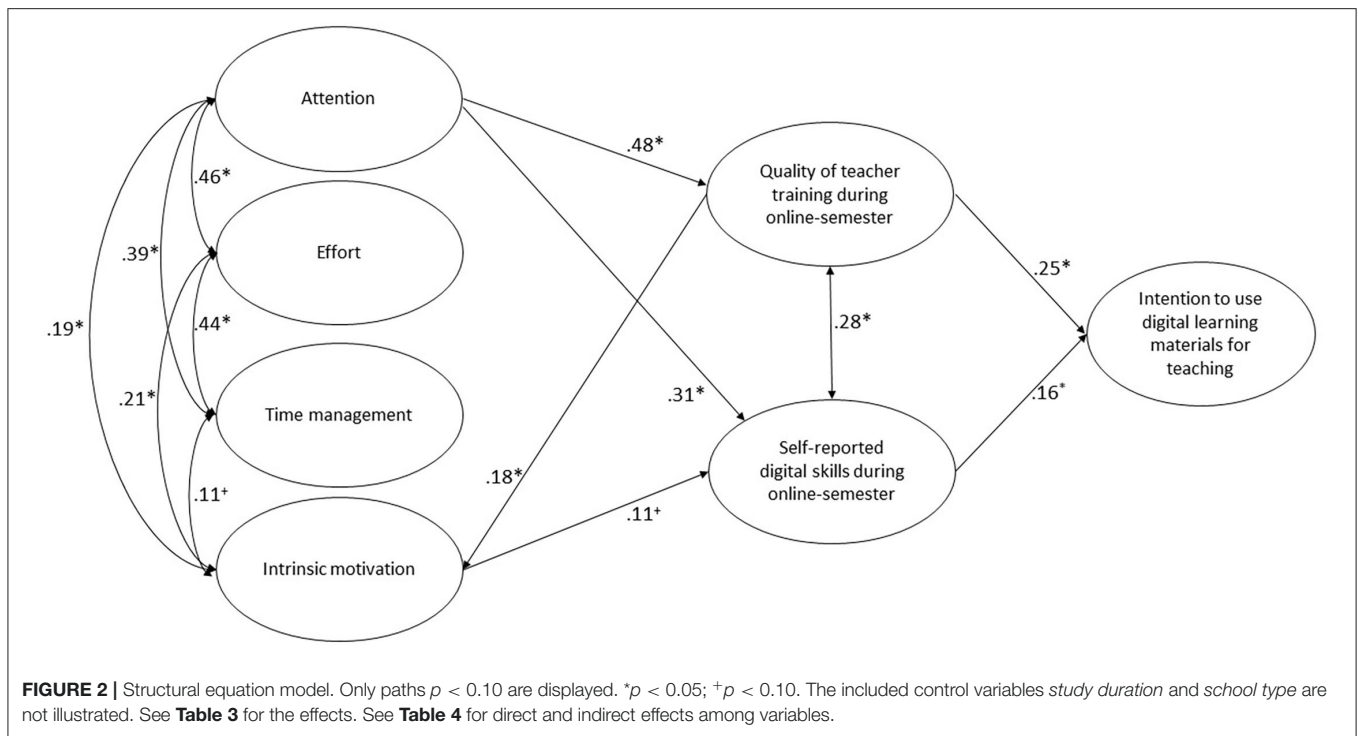 Attention
.48*
.46*
Quality of teacher
training during
online-semester
.39*
Effort
.25*
Intention to use
digital learning
materials for
teaching
.19*
.44*
.28*
.21*
.31*
.16*
Time management
Self-reported
digital skills during
online-semester
.18*
.11+
.11+
Intrinsic motivation
FIGURE 2 | Structural equation model. Only paths p < 0.10 are displayed. *p < 0.05; +p < 0.10. The included control variables study duration and school type are
not illustrated. See Table 3 for the effects. See Table 4 for direct and indirect effects among variables.